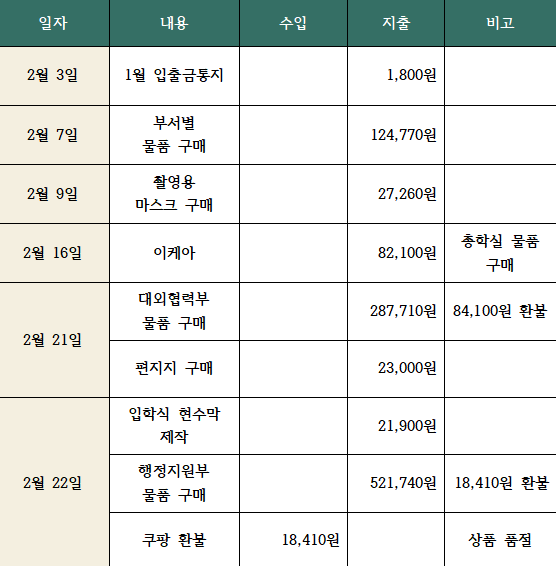 일자 내용 수입 지출 비고
2월 3일 1월 입출금통지 1,800원
2월 7일 부서별
물품 구매 124,770원
2월 9일 촬영용
마스크 구매 27,260원
2월 16일 이케아 82,100원 총학실 물품
구매
2월 21일 대외협력부
물품 구매 287,710원 84,100원 환불
편지지 구매 23,000원
2월 22일 입학식 현수막
제작 21,900원
행정지원부
물품 구매 521,740원 18,410원 환불
쿠팡 환불 18,410원 상품 품절